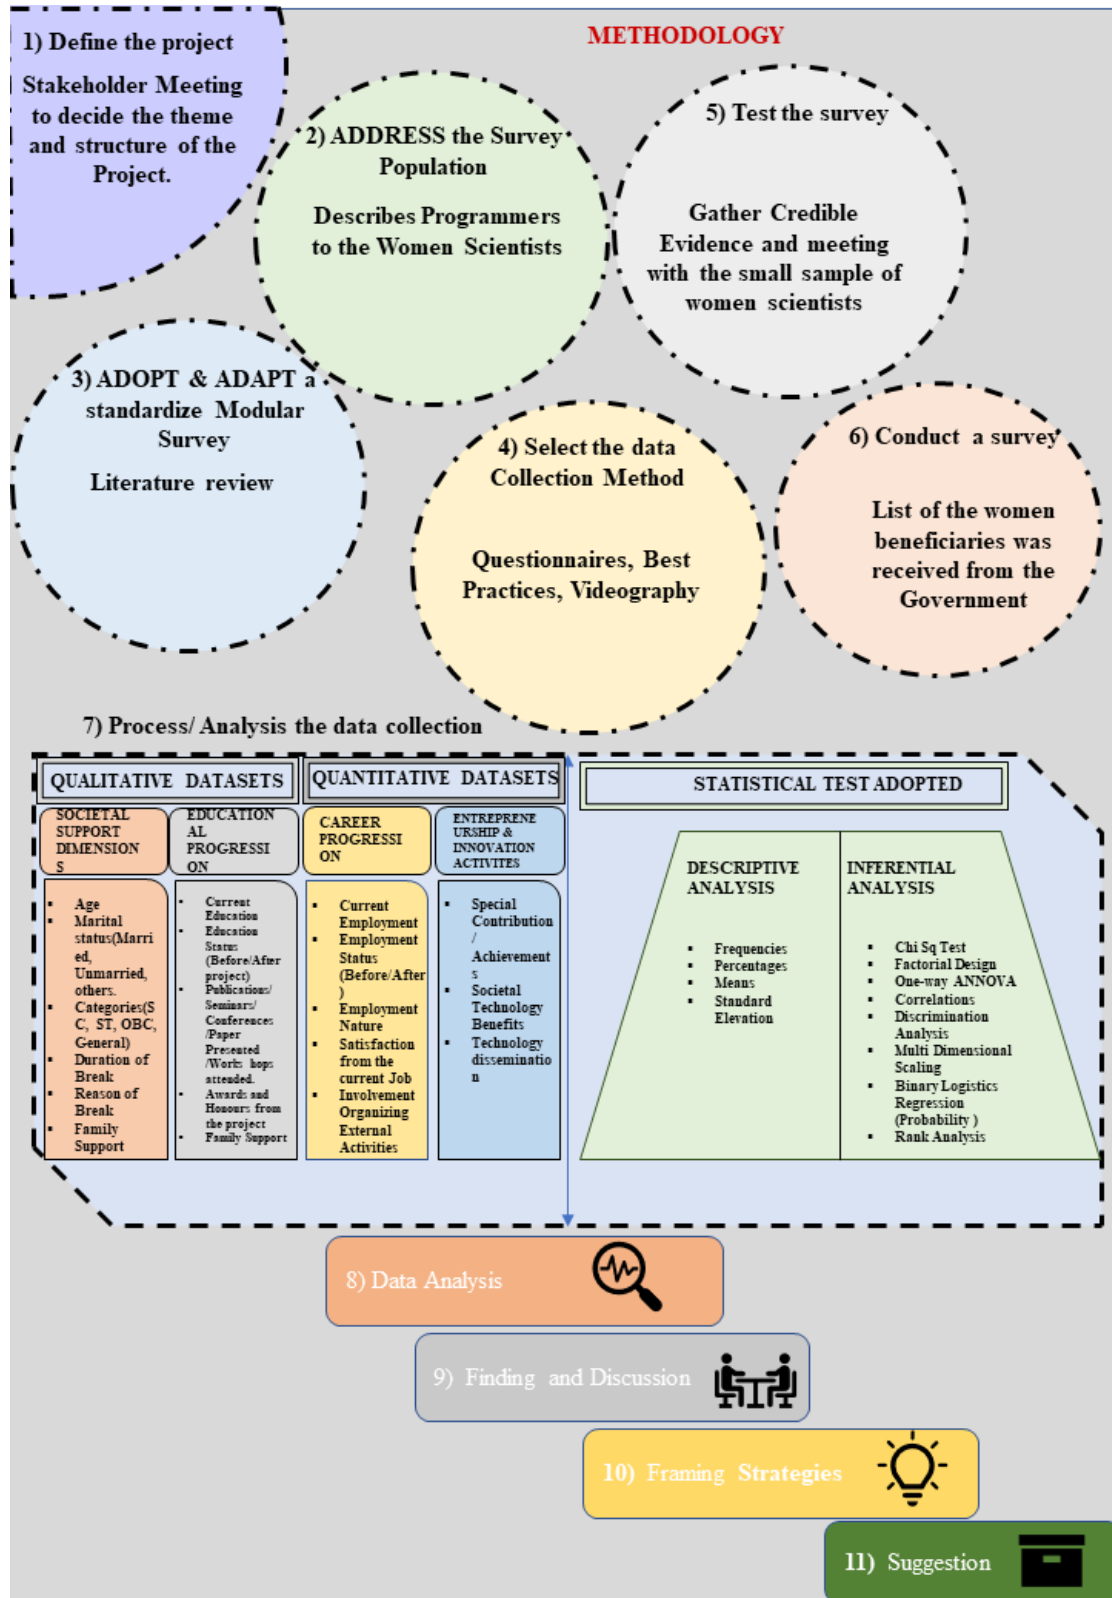 METHODOLOGY
1) Define the project
Stakeholder Meeting
to decide the theme
and structure of the
Project.
2) ADDRESS the Survey
Population
Describes Programmers
to the Women Scientists
3) ADOPT & ADAPT a
standardize Modular
Survey
Literature review
4) Select the data
Collection Method
Questionnaires, Best
Practices, Videography
5) Test the survey
Gather Credible
Evidence and meeting
with the small sample of
women scientists
6) Conduct a survey
List of the women
beneficiaries was
received from the
Government
7) Process/ Analysis the data collection
QUALITATIVE DATASETS
QUANTITATIVE DATASETS
STATISTICAL TEST ADOPTED
SOCIETAL
SUPPORT
DIMENSION
S
▪ Age
▪ Marital
status(Marri
ed,
Unmarried,
others.
▪ Categories(S
C, ST, OBC,
General)
▪ Duration of
Break
▪ Reason of
Break
▪ Family
Support
EDUCATION
AL
PROGRESSI
ON
▪ Current
Education
▪ Education
Status
(Before/After
project)
▪ Publications/
Seminars/
Conferences
/Paper
Presented
/Works hops
attended.
▪ Awards and
Honours from
the project
▪ Family Support
CAREER
PROGRESSI
ON
▪ Current
Employment
▪ Employment
Status
(Before/After
)
▪ Employment
Nature
▪ Satisfaction
from the
current Job
▪ Involvement
Organizing
External
Activities
ENTREPRENE
URSHIP &
INNOVATION
ACTIVITES
▪ Special
Contribution
/
Achievement
s
▪ Societal
Technology
Benefits
▪ Technology
disseminatio
n
DESCRIPTIVE
ANALYSIS
▪ Frequencies
▪ Percentages
▪ Means
▪ Standard
Elevation
INFERENTIAL
ANALYSIS
▪ Chi Sq Test
▪ Factorial Design
▪ One-way ANNOVA
▪ Correlations
▪ Discrimination
Analysis
▪ Multi Dimensional
Scaling
▪ Binary Logistics
Regression
(Probability )
▪ Rank Analysis
8) Data Analysis
9) Finding and Discussion
10) Framing Strategies
11) Suggestion